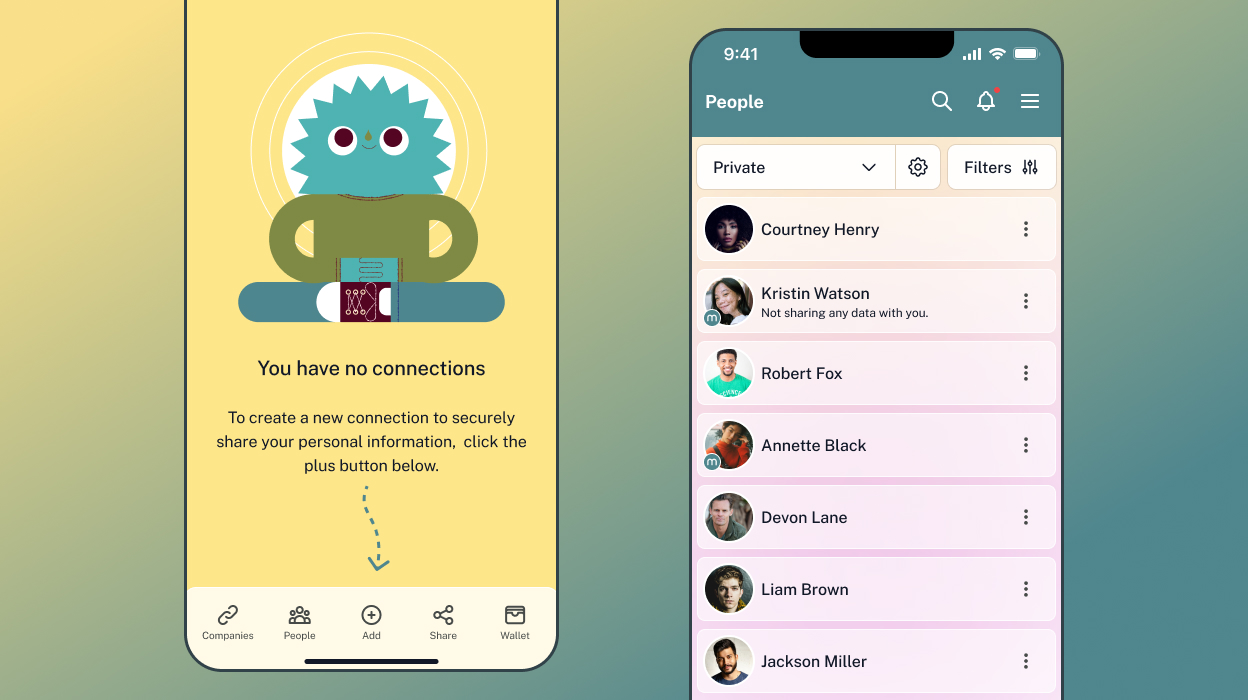 You have no connections
To create a new connection to securely
share your personal information, click the
plus button below.
Companies
People
Add
Share
Wallet
9:41
People
Private
Filters
Courtney Henry
m
Kristin Watson
Not sharing any data with you.
Robert Fox
m
Annette Black
Devon Lane
Liam Brown
Jackson Miller